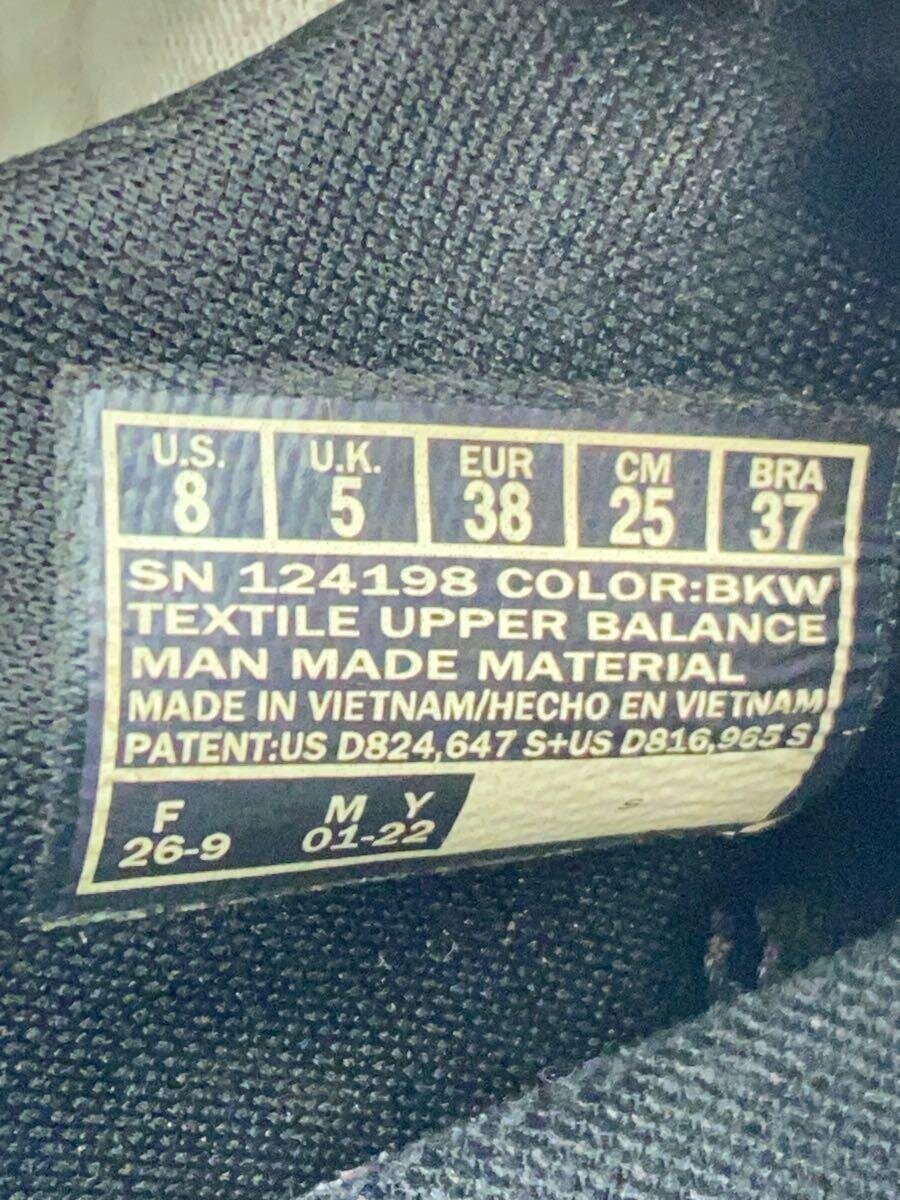 U.S. U.K. EUR CM BRA
8 5 38 25 37
SN 124198 COLOR:BKW
TEXTILE UPPER BALANCE
MAN MADE MATERIAL
MADE IN VIETNAM/HECHO EN VIETNAM
PATENT:US D824,647 S+US D816,965 S
F M Y
26-9 01-22
S